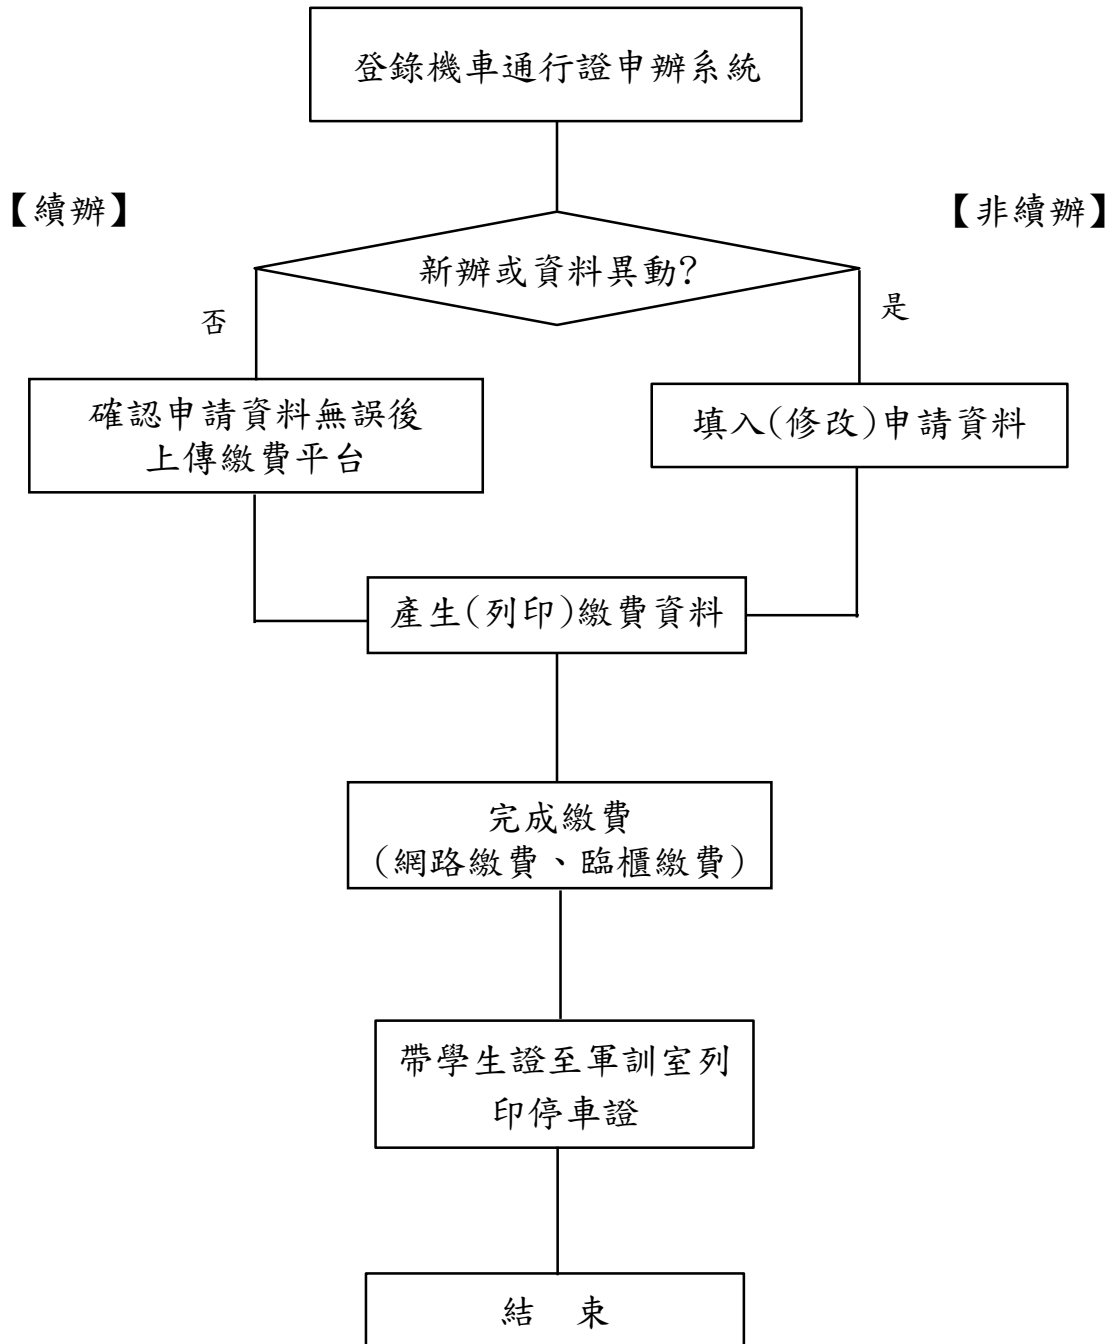 登錄機車通行證申辦系統
【續辦】
【非續辦】
新辦或資料異動?
否
是
確認申請資料無誤後
上傳繳費平台
填入(修改)申請資料
產生(列印)繳費資料
完成繳費
(網路繳費、臨櫃繳費)
帶學生證至軍訓室列
印停車證
結　束